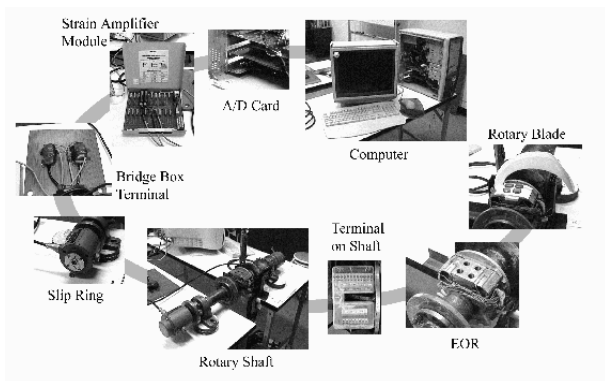 Strain Amplifier
Module
A/D Card
Computer
Rotary Blade
Bridge Box
Terminal
Terminal
on Shaft
Slip Ring
Rotary Shaft
EOR